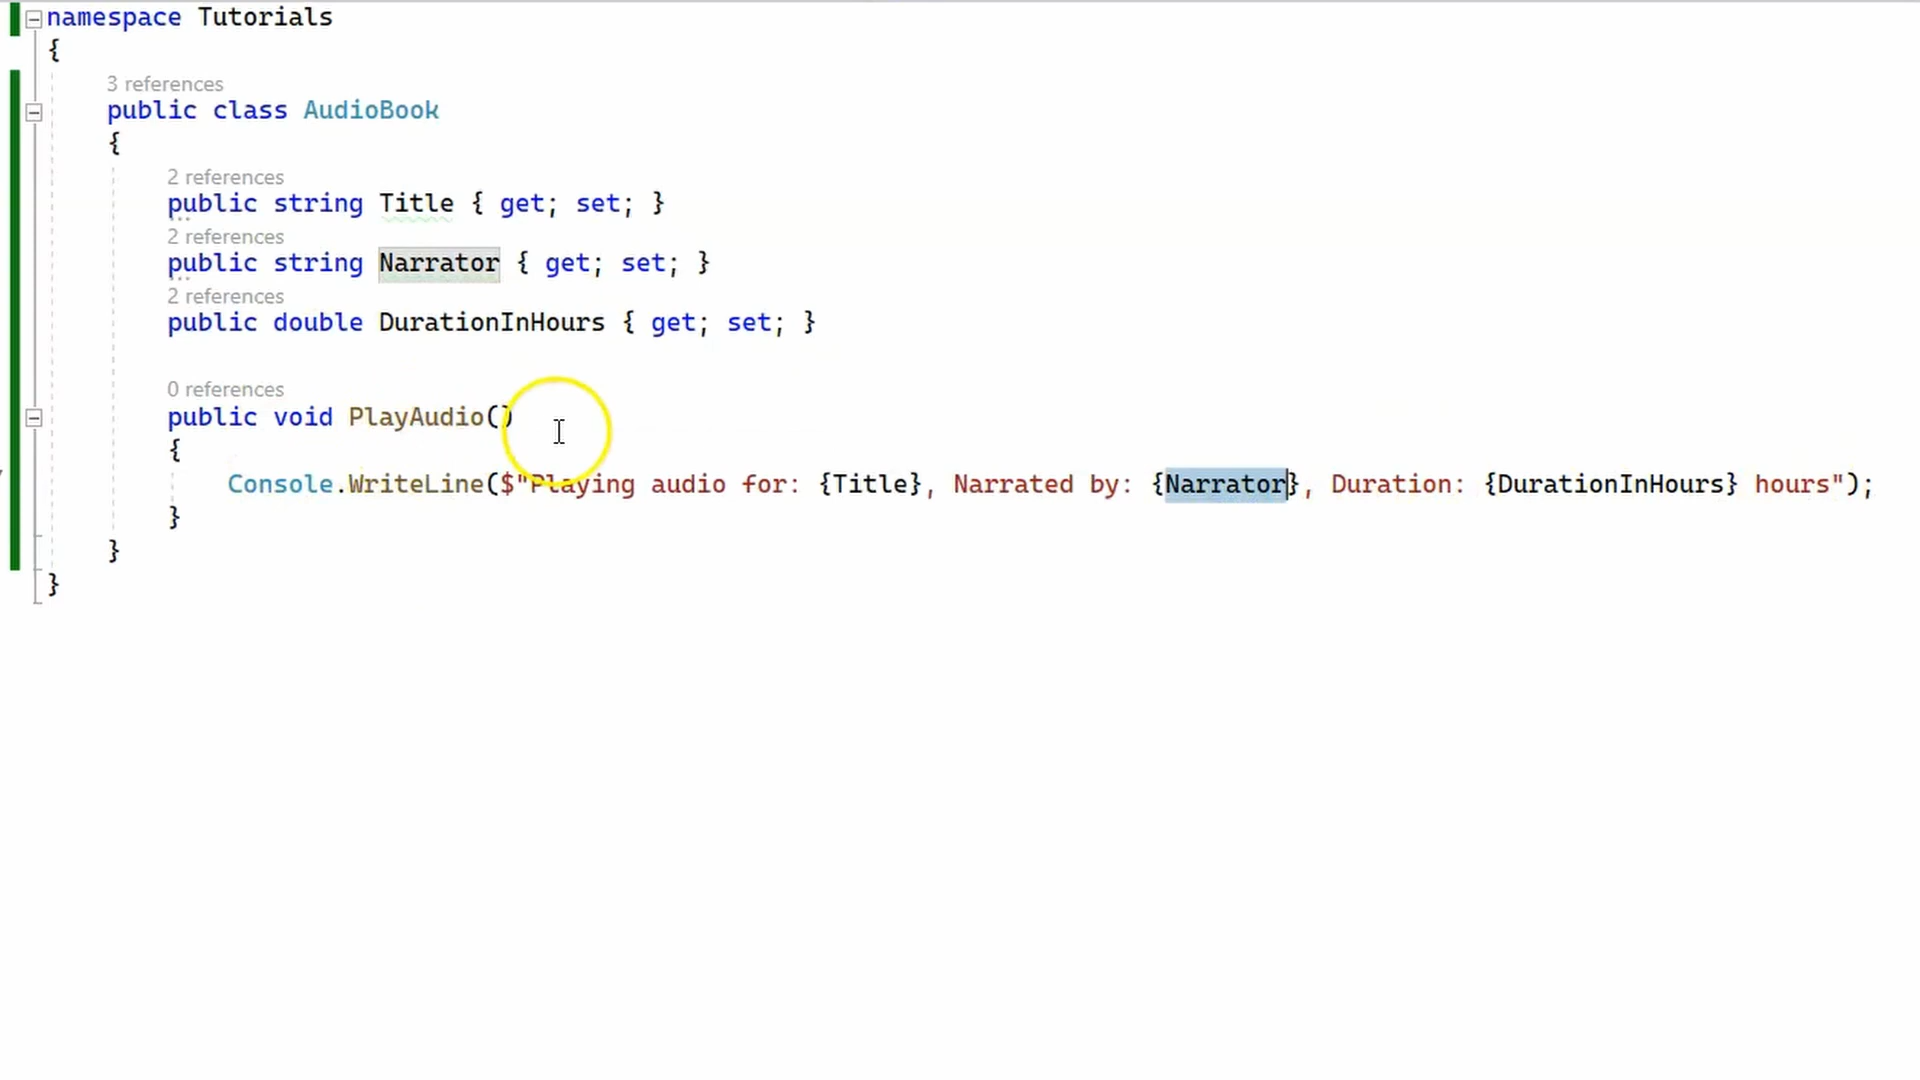 namespace Tutorials
{
3 references
public class AudioBook
{
2 references
public string Title { get; set; }
2 references
public string Narrator { get; set; }
2 references
public double DurationInHours { get; set; }
0 references
public void PlayAudio()
{
Console.WriteLine($"Playing audio for: {Title}, Narrated by: {Narrator}, Duration: {DurationInHours} hours");
}
}
}